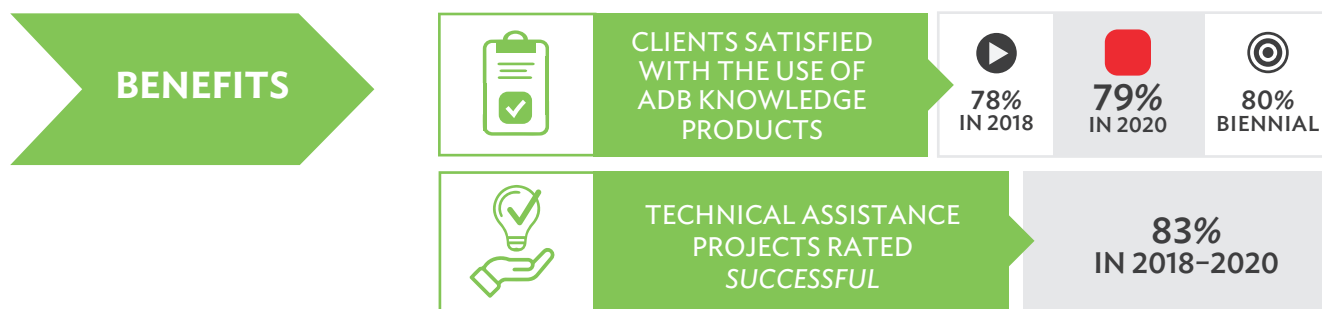 BENEFITS
CLIENTS SATISFIED
WITH THE USE OF
ADB KNOWLEDGE
PRODUCTS
78%
IN 2018
79%
IN 2020
80%
BIENNIAL
TECHNICAL ASSISTANCE
PROJECTS RATED
SUCCESSFUL
83%
IN 2018–2020